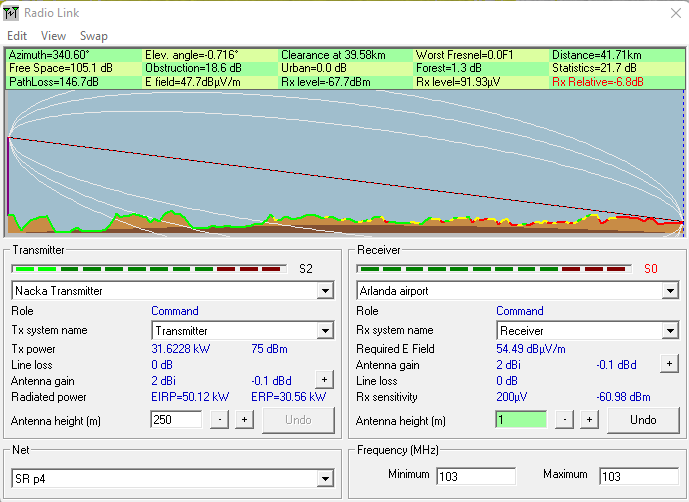 Radio Link
Edit View Swap
Azimuth=340.60° Elev. angle=-0.716° Clearance at 39.58km Worst Fresnel=0.0F1 Distance=41.71km
Free Space=105.1 dB Obstruction=18.6 dB Urban=0.0 dB Forest=1.3 dB Statistics=21.7 dB
PathLoss=146.7dB E field=47.7dBµV/m Rx level=-67.7dBm Rx level=91.93µV Rx Relative=-6.8dB
Transmitter
S2
Nacka Transmitter
Role Command
Tx system name Transmitter
Tx power 31.6228 kW 75 dBm
Line loss 0 dB
Antenna gain 2 dBi -0.1 dBd +
Radiated power EIRP=50.12 kW ERP=30.56 kW
Antenna height (m) 250 - + Undo
Net
SR p4
Receiver
S0
Arlanda airport
Role Command
Rx system name Receiver
Required E Field 54.49 dBµV/m
Antenna gain 2 dBi -0.1 dBd +
Line loss 0 dB
Rx sensitivity 200µV -60.98 dBm
Antenna height (m) 1 - + Undo
Frequency (MHz)
Minimum 103 Maximum 103